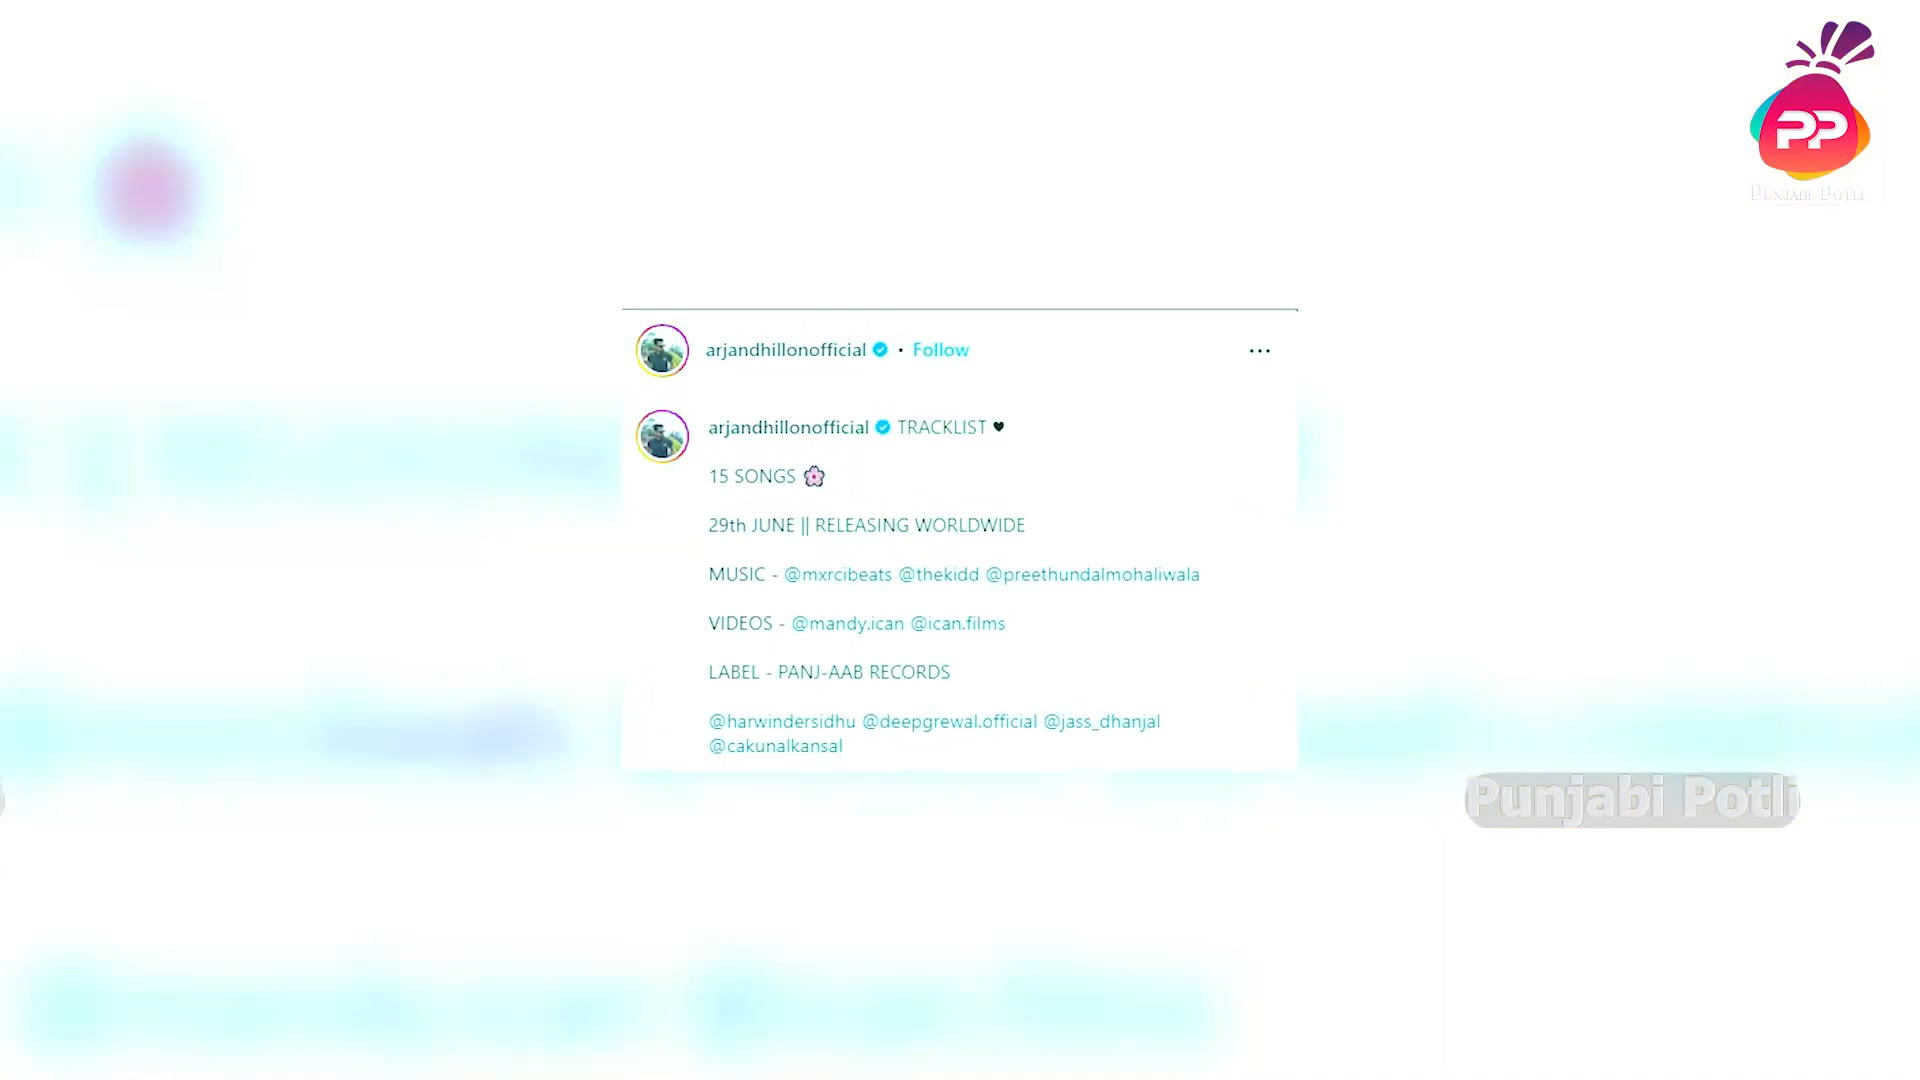 PP
PUNJABI POTLI
arjandhillonofficial • Follow
arjandhillonofficial TRACKLIST 🖤
15 SONGS 🌸
29th JUNE || RELEASING WORLDWIDE
MUSIC - @mxrcibeats @thekidd @preethundalmohaliwala
VIDEOS - @mandy.ican @ican.films
LABEL - PANJ-AAB RECORDS
@harwindersidhu @deepgrewal.official @jass_dhanjal
@cakunalkansal
Punjabi Potli